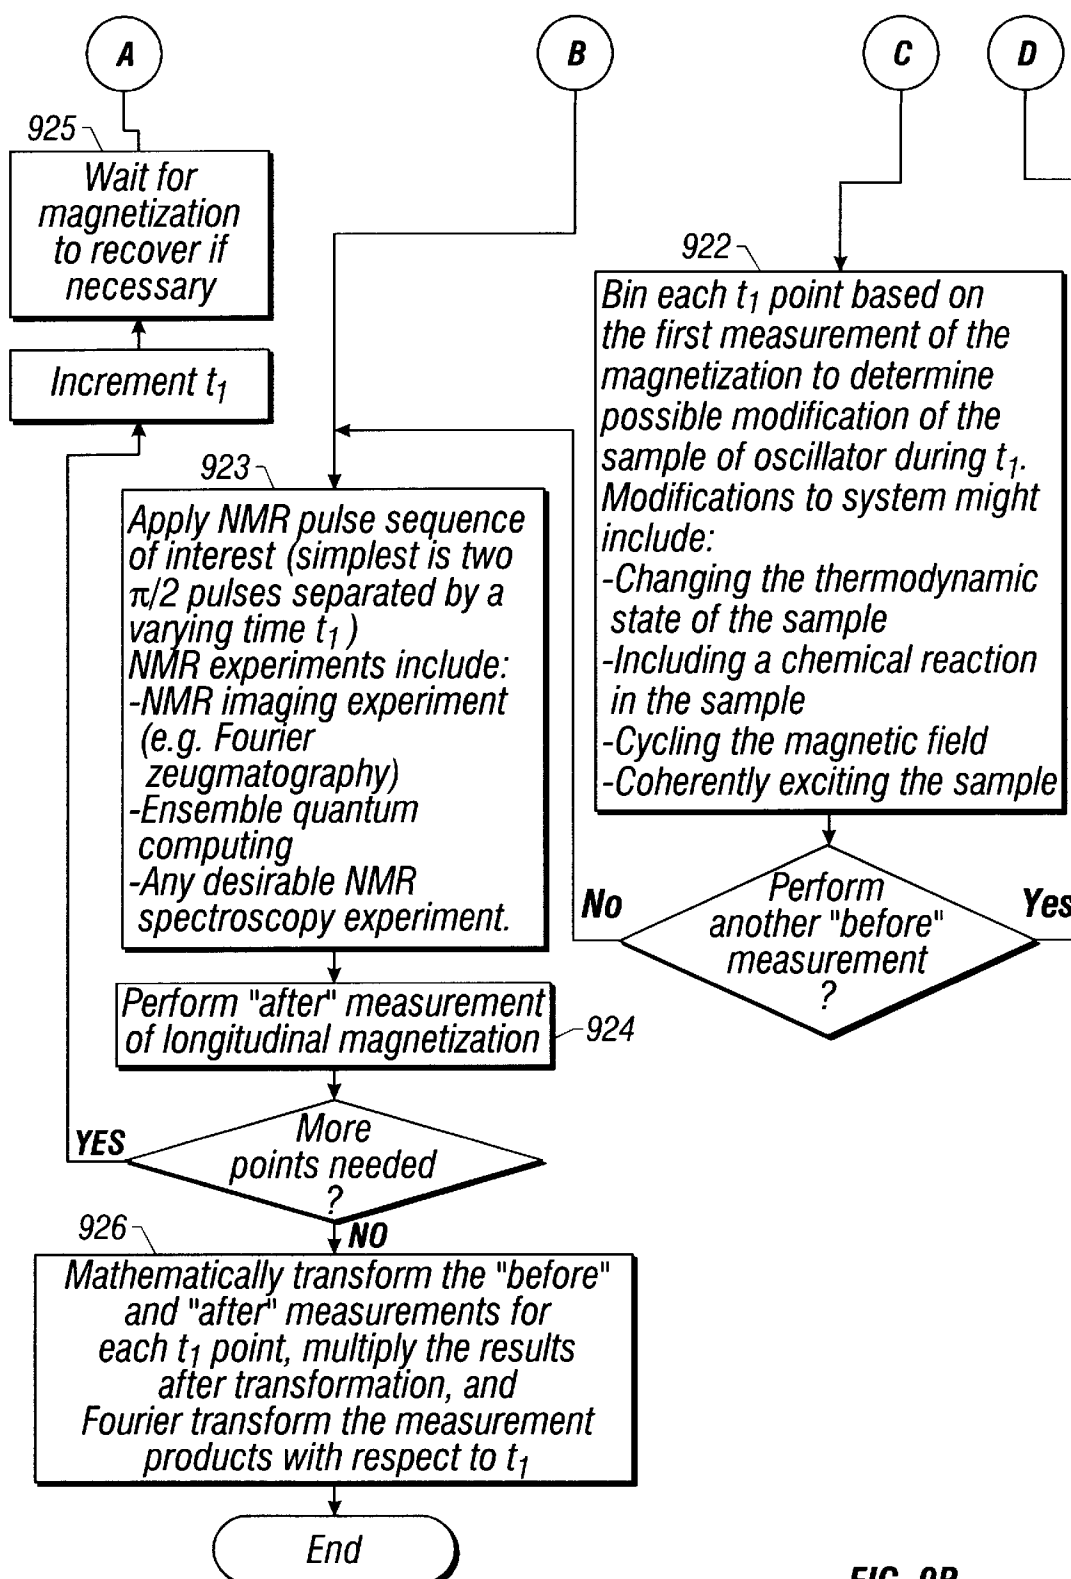 A
B
C
D
925
Wait for
magnetization
to recover if
necessary
Increment t1
922
Bin each t1 point based on
the first measurement of the
magnetization to determine
possible modification of the
sample of oscillator during t1.
Modifications to system might
include:
-Changing the thermodynamic
state of the sample
-Including a chemical reaction
in the sample
-Cycling the magnetic field
-Coherently exciting the sample
923
Apply NMR pulse sequence
of interest (simplest is two
π/2 pulses separated by a
varying time t1)
NMR experiments include:
-NMR imaging experiment
(e.g. Fourier
zeugmatography)
-Ensemble quantum
computing
-Any desirable NMR
spectroscopy experiment.
No
Perform
another "before"
measurement
?
Yes
Perform "after" measurement
of longitudinal magnetization
924
YES
More
points needed
?
NO
926
Mathematically transform the "before"
and "after" measurements for
each t1 point, multiply the results
after transformation, and
Fourier transform the measurement
products with respect to t1
End
FIG. 9B